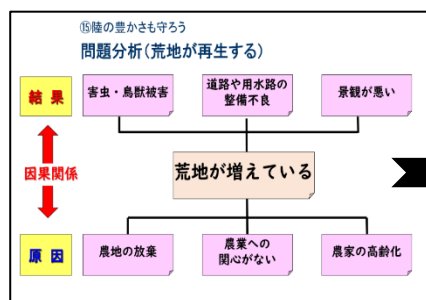 ⑮陸の豊かさも守ろう
問題分析(荒地が再生する)
結果
害虫・鳥獣被害
道路や用水路の
整備不良
景観が悪い
因果関係
荒地が増えている
原因
農地の放棄
農業への
関心がない
農家の高齢化